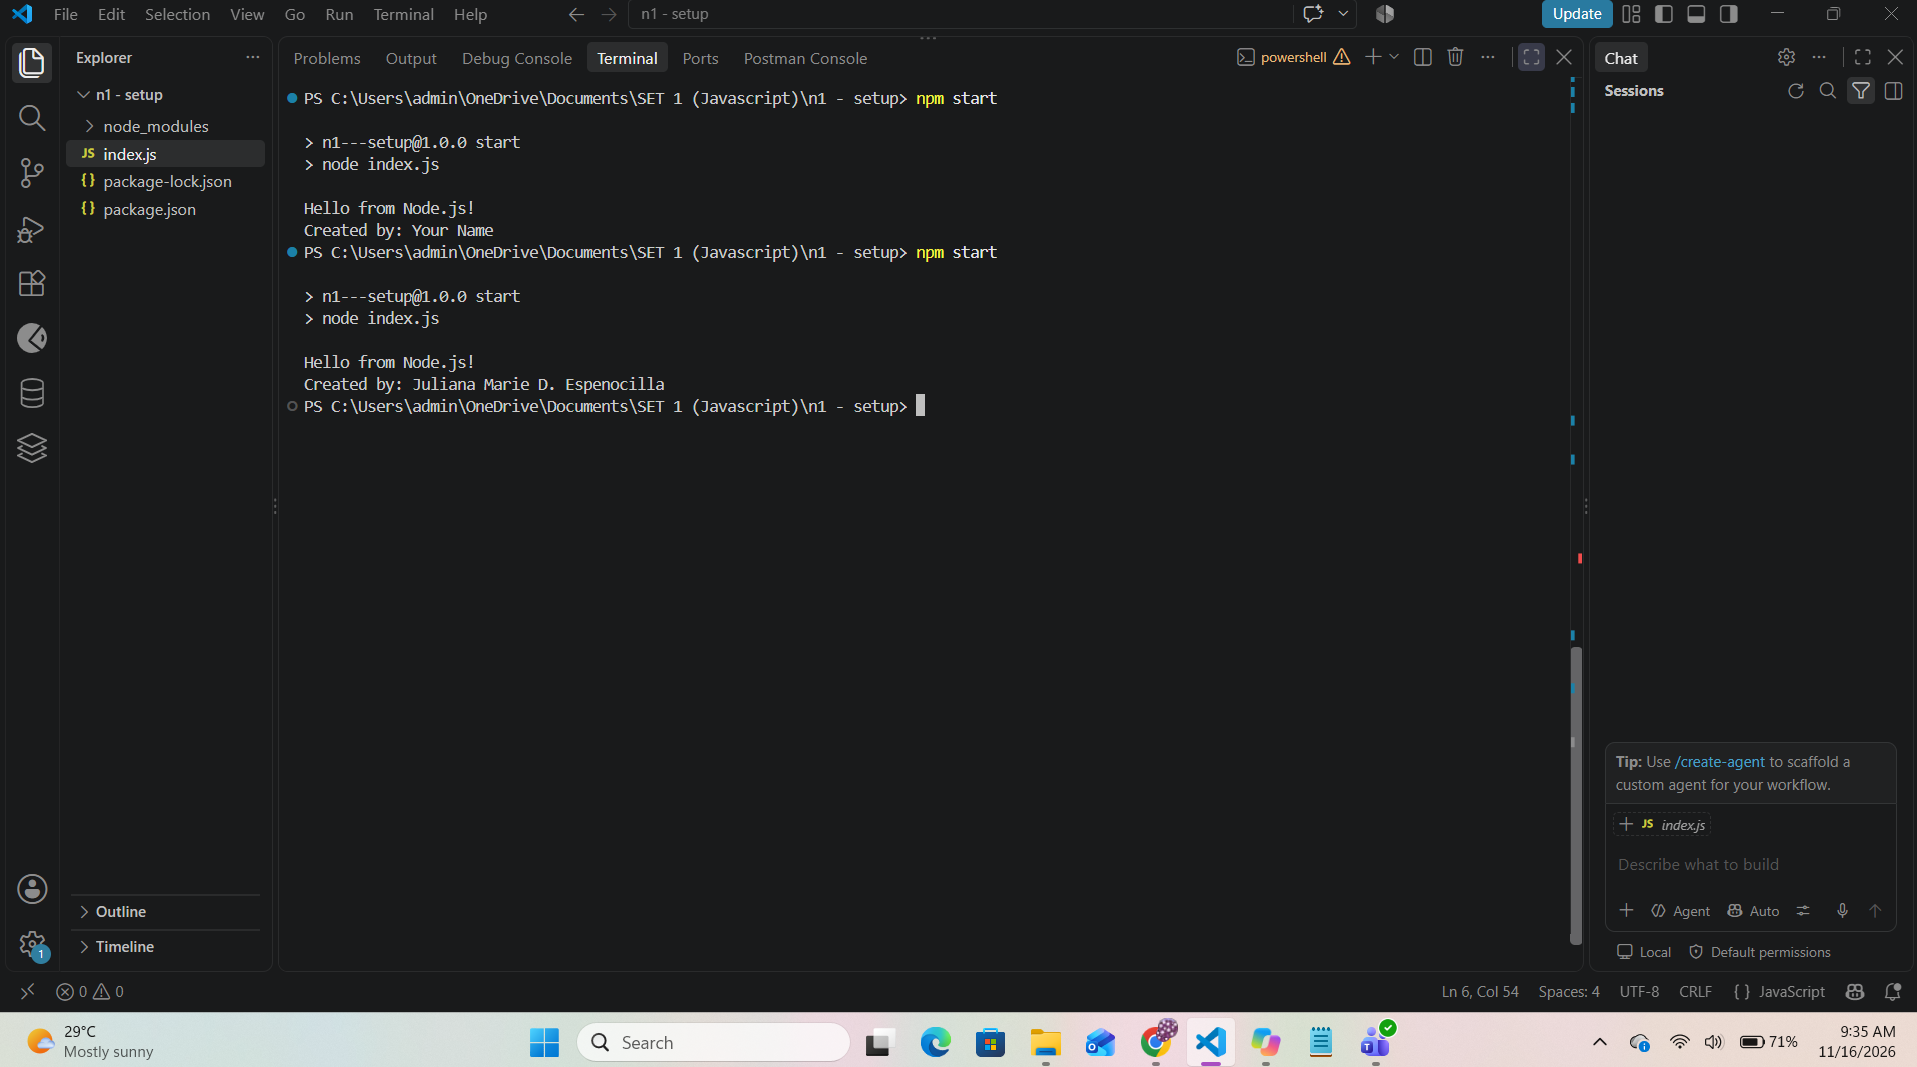 File Edit Selection View Go Run Terminal Help
n1 - setup
Update
Explorer
n1 - setup
node_modules
JS index.js
{} package-lock.json
{} package.json
Outline
Timeline
Problems Output Debug Console Terminal Ports Postman Console
powershell
PS C:\Users\admin\OneDrive\Documents\SET 1 (Javascript)\n1 - setup> npm start
> n1---setup@1.0.0 start
> node index.js
Hello from Node.js!
Created by: Your Name
PS C:\Users\admin\OneDrive\Documents\SET 1 (Javascript)\n1 - setup> npm start
> n1---setup@1.0.0 start
> node index.js
Hello from Node.js!
Created by: Juliana Marie D. Espenocilla
PS C:\Users\admin\OneDrive\Documents\SET 1 (Javascript)\n1 - setup>
Chat
Sessions
Tip: Use /create-agent to scaffold a
custom agent for your workflow.
JS index.js
Describe what to build
Agent Auto
Local Default permissions
1
0 0
Ln 6, Col 54 Spaces: 4 UTF-8 CRLF {} JavaScript
29°C
Mostly sunny
Search
71%
9:35 AM
11/16/2026